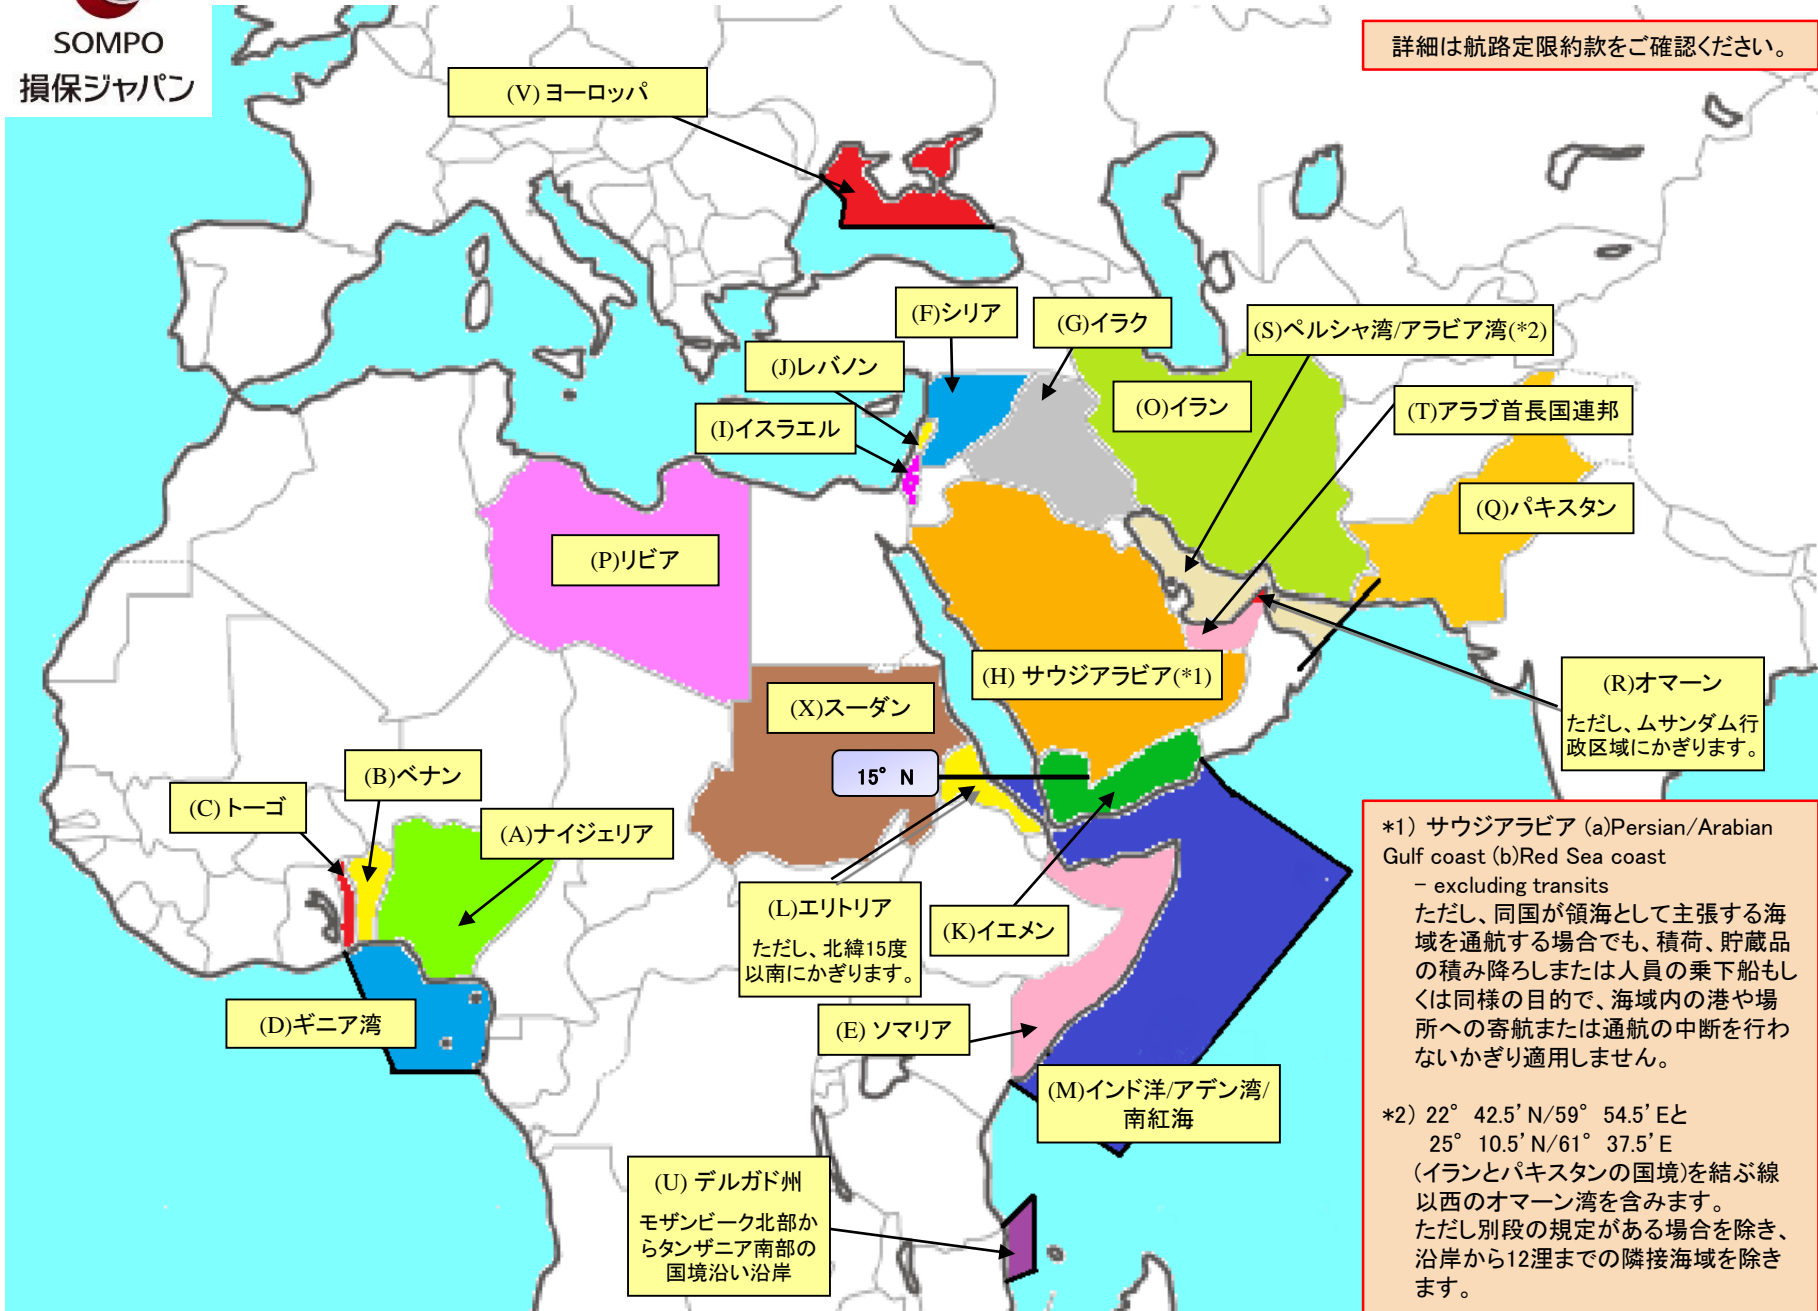 SOMPO
損保ジャパン
詳細は航路定限約款をご確認ください。
(V) ヨーロッパ
(F)シリア
(G)イラク
(S)ペルシャ湾/アラビア湾(*2)
(J)レバノン
(O)イラン
(T)アラブ首長国連邦
(I)イスラエル
(Q)パキスタン
(P)リビア
(H) サウジアラビア(*1)
(R)オマーン
ただし、ムサンダム行
政区域にかぎります。
(X)スーダン
15° N
(B)ベナン
(C) トーゴ
(A)ナイジェリア
(L)エリトリア
ただし、北緯15度
以南にかぎります。
(K)イエメン
(D)ギニア湾
(E) ソマリア
(M)インド洋/アデン湾/
南紅海
(U) デルガド州
モザンビーク北部か
らタンザニア南部の
国境沿い沿岸
*1) サウジアラビア (a)Persian/Arabian
Gulf coast (b)Red Sea coast
- excluding transits
ただし、同国が領海として主張する海
域を通航する場合でも、積荷、貯蔵品
の積み降ろしまたは人員の乗下船もし
くは同様の目的で、海域内の港や場
所への寄航または通航の中断を行わ
ないかぎり適用しません。
*2) 22° 42.5’N/59° 54.5’Eと
25° 10.5’N/61° 37.5’E
(イランとパキスタンの国境)を結ぶ線
以西のオマーン湾を含みます。
ただし別段の規定がある場合を除き、
沿岸から12浬までの隣接海域を除き
ます。